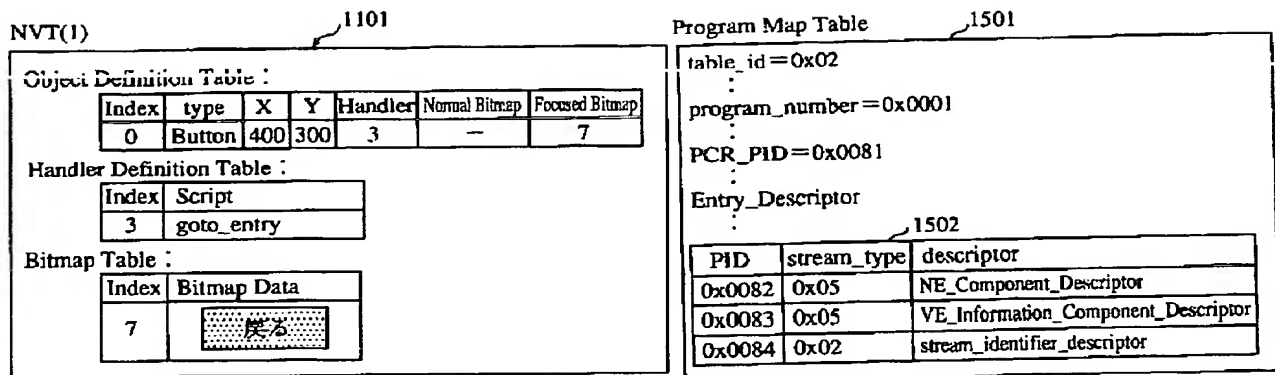 NVT(1)
1101
Object Definition Table :
Index type X Y Handler Normal Bitmap Focused Bitmap
0 Button 400 300 3 — 7
Handler Definition Table :
Index Script
3 goto_entry
Bitmap Table :
Index Bitmap Data
7 戻る
Program Map Table
1501
table_id=0x02
program_number=0x0001
PCR_PID=0x0081
Entry_Descriptor
1502
PID stream_type descriptor
0x0082 0x05 NE_Component_Descriptor
0x0083 0x05 VE_Information_Component_Descriptor
0x0084 0x02 stream_identifier_descriptor